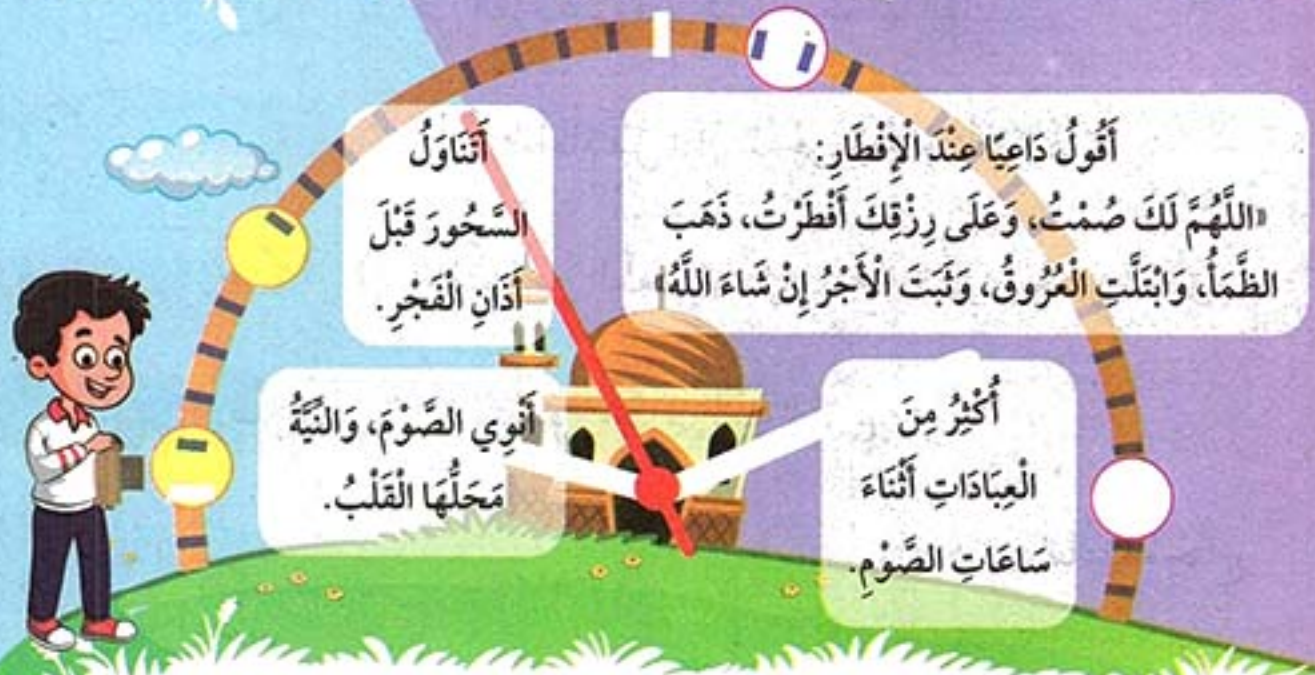 أَقُولُ دَاعِيًا عِنْدَ الْإِفْطَارِ:
«اللَّهُمَّ لَكَ صُمْتُ، وَعَلَى رِزْقِكَ أَفْطَرْتُ، ذَهَبَ
الظَّمَأُ، وَابْتَلَّتِ الْعُرُوقُ، وَثَبَتَ الْأَجْرُ إِنْ شَاءَ اللَّهُ»
أَتَنَاوَلُ
السَّحُورَ قَبْلَ
أَذَانِ الْفَجْرِ.
أُكْثِرُ مِنَ
الْعِبَادَاتِ أَثْنَاءَ
سَاعَاتِ الصَّوْمِ.
أَنْوِي الصَّوْمَ، وَالنِّيَّةُ
مَحَلُّهَا الْقَلْبُ.